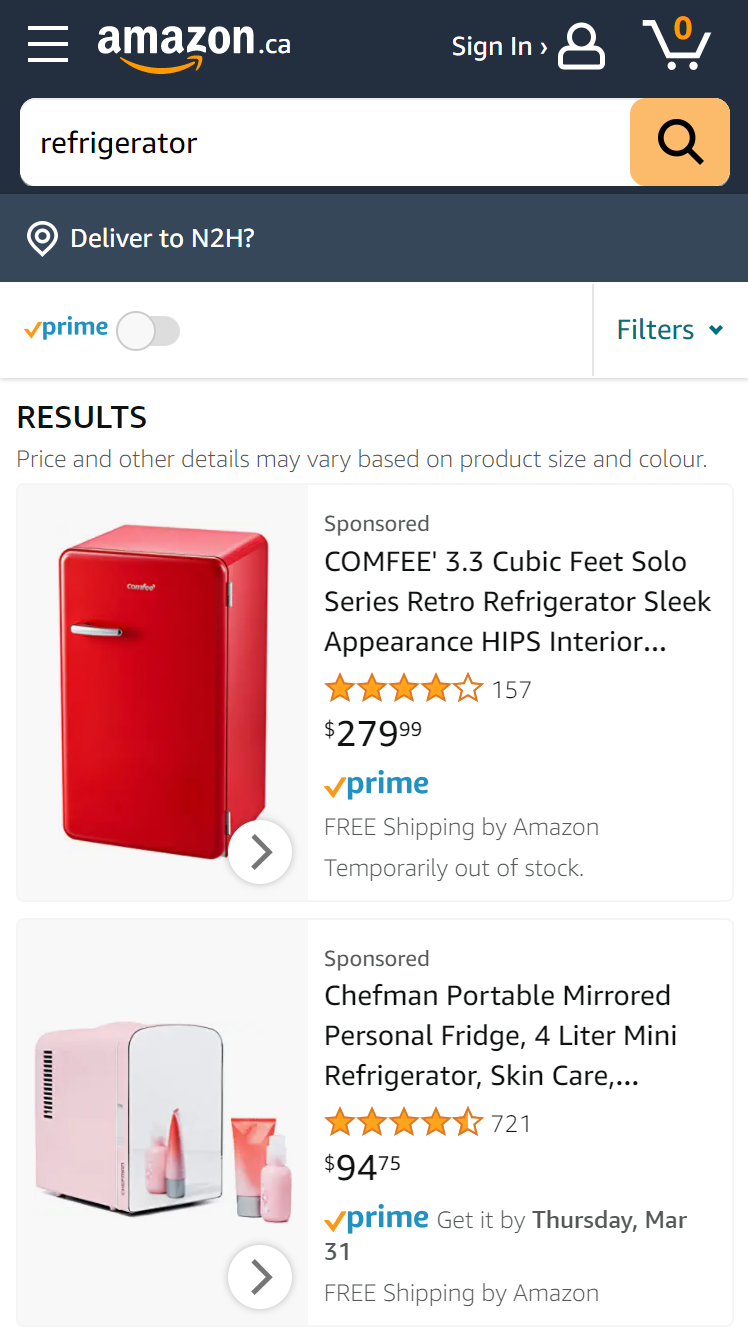 amazon.ca
Sign In ›
0
refrigerator
Deliver to N2H?
prime
Filters
RESULTS
Price and other details may vary based on product size and colour.
comfee'
Sponsored
COMFEE' 3.3 Cubic Feet Solo
Series Retro Refrigerator Sleek
Appearance HIPS Interior...
157
$279 99
prime
FREE Shipping by Amazon
Temporarily out of stock.
CHEFMAN
Sponsored
Chefman Portable Mirrored
Personal Fridge, 4 Liter Mini
Refrigerator, Skin Care,...
721
$94 75
prime Get it by Thursday, Mar
31
FREE Shipping by Amazon